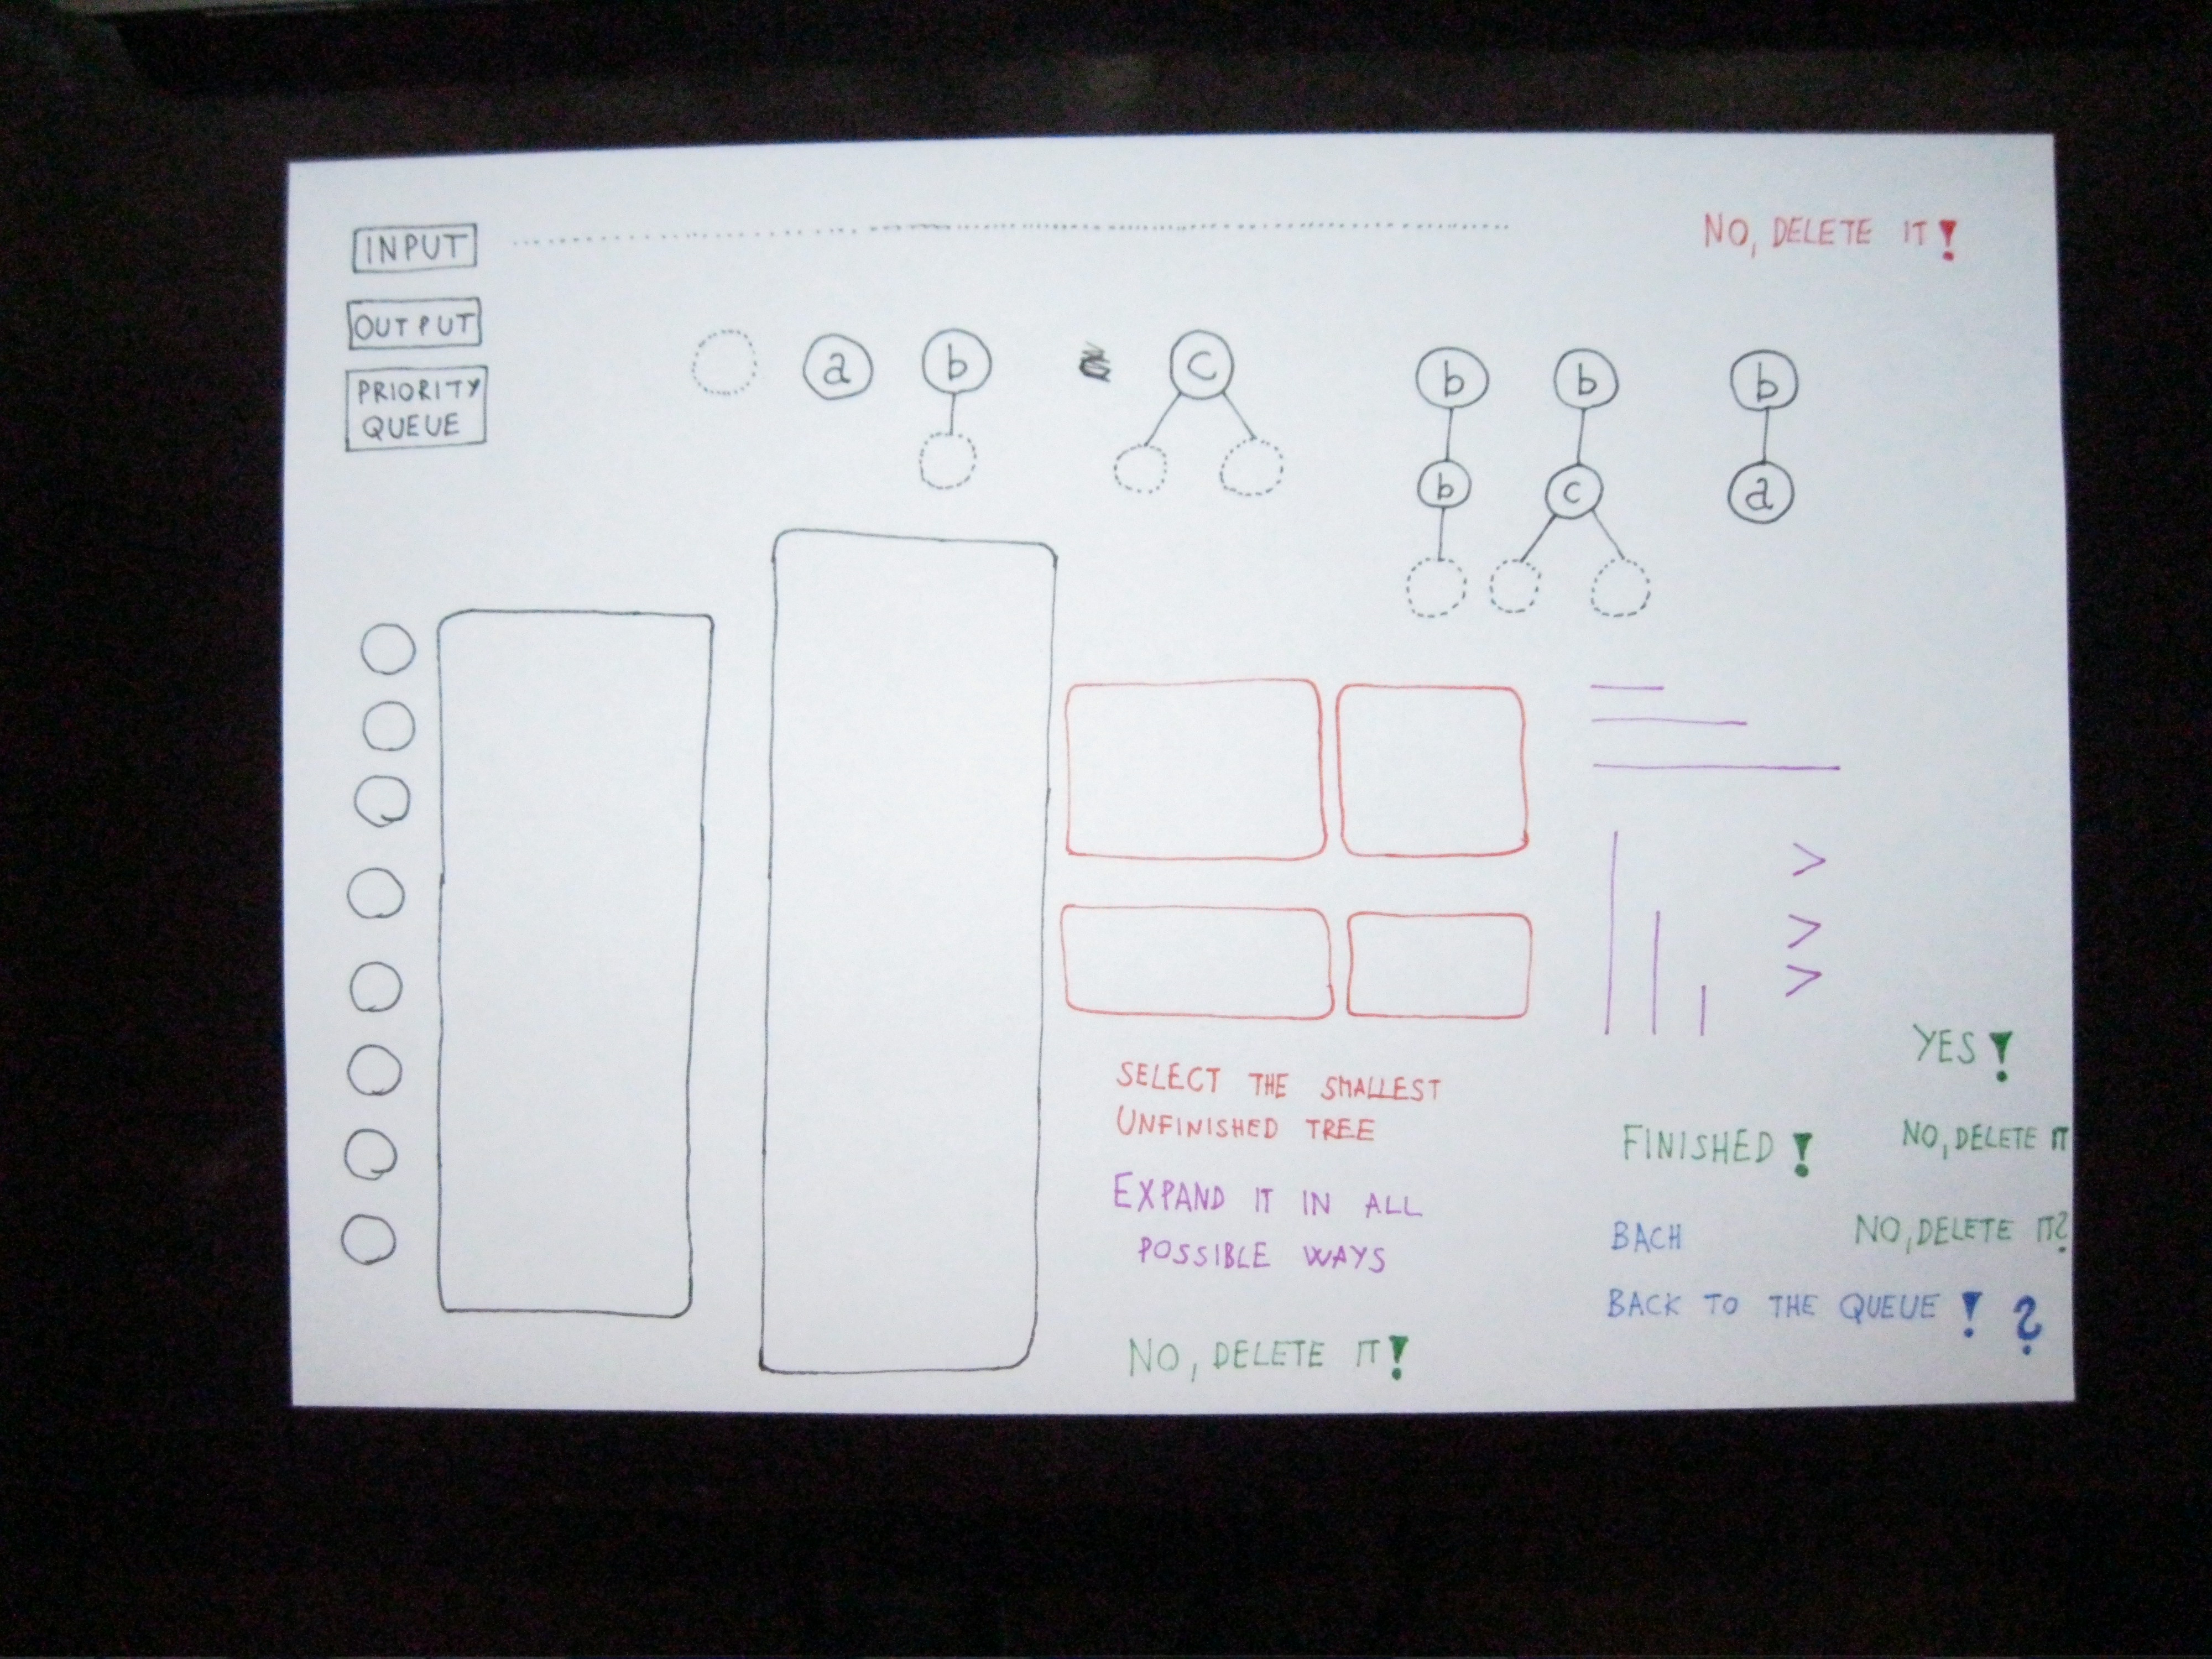 INPUT
NO, DELETE IT!
OUTPUT
PRIORITY
QUEUE
a
b
c
b
b
b
b
c
a
>
>
>
SELECT THE SMALLEST
UNFINISHED TREE
EXPAND IT IN ALL
POSSIBLE WAYS
NO, DELETE IT!
YES!
FINISHED!
NO, DELETE IT
BACH
NO, DELETE IT?
BACK TO THE QUEUE! ?